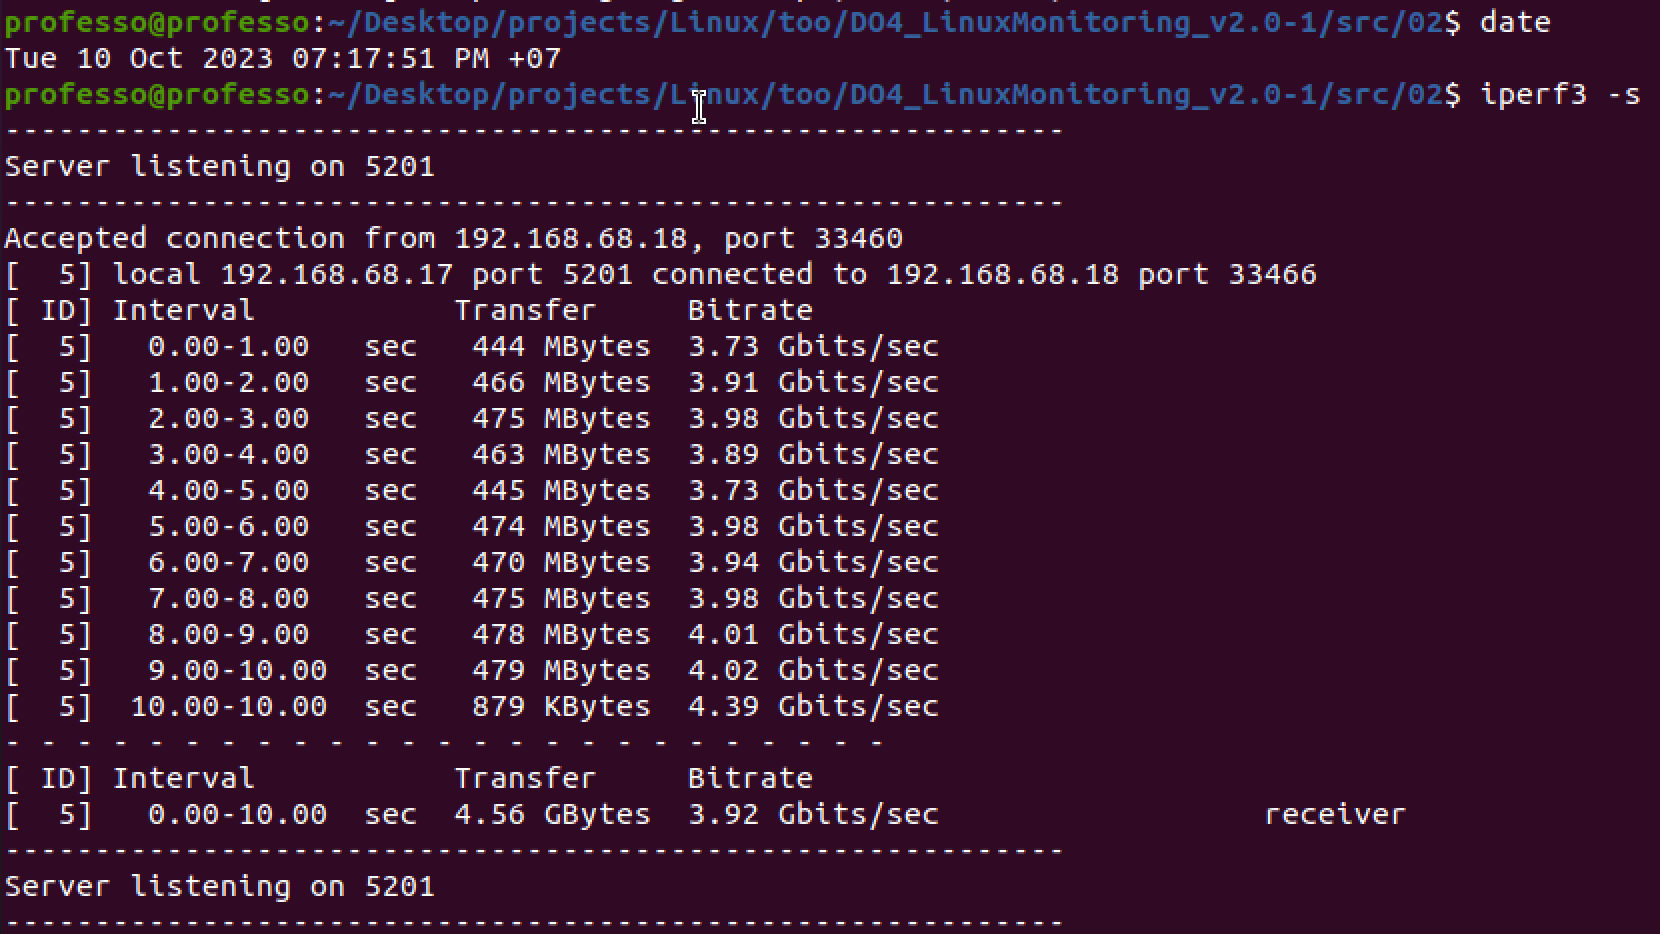 professo@professo:~/Desktop/projects/Linux/too/DO4_LinuxMonitoring_v2.0-1/src/02$ date
Tue 10 Oct 2023 07:17:51 PM +07
professo@professo:~/Desktop/projects/Linux/too/DO4_LinuxMonitoring_v2.0-1/src/02$ iperf3 -s
-----------------------------------------------------------
Server listening on 5201
-----------------------------------------------------------
Accepted connection from 192.168.68.18, port 33460
[  5] local 192.168.68.17 port 5201 connected to 192.168.68.18 port 33466
[ ID] Interval           Transfer     Bitrate
[  5]   0.00-1.00   sec   444 MBytes  3.73 Gbits/sec
[  5]   1.00-2.00   sec   466 MBytes  3.91 Gbits/sec
[  5]   2.00-3.00   sec   475 MBytes  3.98 Gbits/sec
[  5]   3.00-4.00   sec   463 MBytes  3.89 Gbits/sec
[  5]   4.00-5.00   sec   445 MBytes  3.73 Gbits/sec
[  5]   5.00-6.00   sec   474 MBytes  3.98 Gbits/sec
[  5]   6.00-7.00   sec   470 MBytes  3.94 Gbits/sec
[  5]   7.00-8.00   sec   475 MBytes  3.98 Gbits/sec
[  5]   8.00-9.00   sec   478 MBytes  4.01 Gbits/sec
[  5]   9.00-10.00  sec   479 MBytes  4.02 Gbits/sec
[  5]  10.00-10.00  sec   879 KBytes  4.39 Gbits/sec
- - - - - - - - - - - - - - - - - - - - - - - - -
[ ID] Interval           Transfer     Bitrate
[  5]   0.00-10.00  sec  4.56 GBytes  3.92 Gbits/sec                  receiver
-----------------------------------------------------------
Server listening on 5201
-----------------------------------------------------------